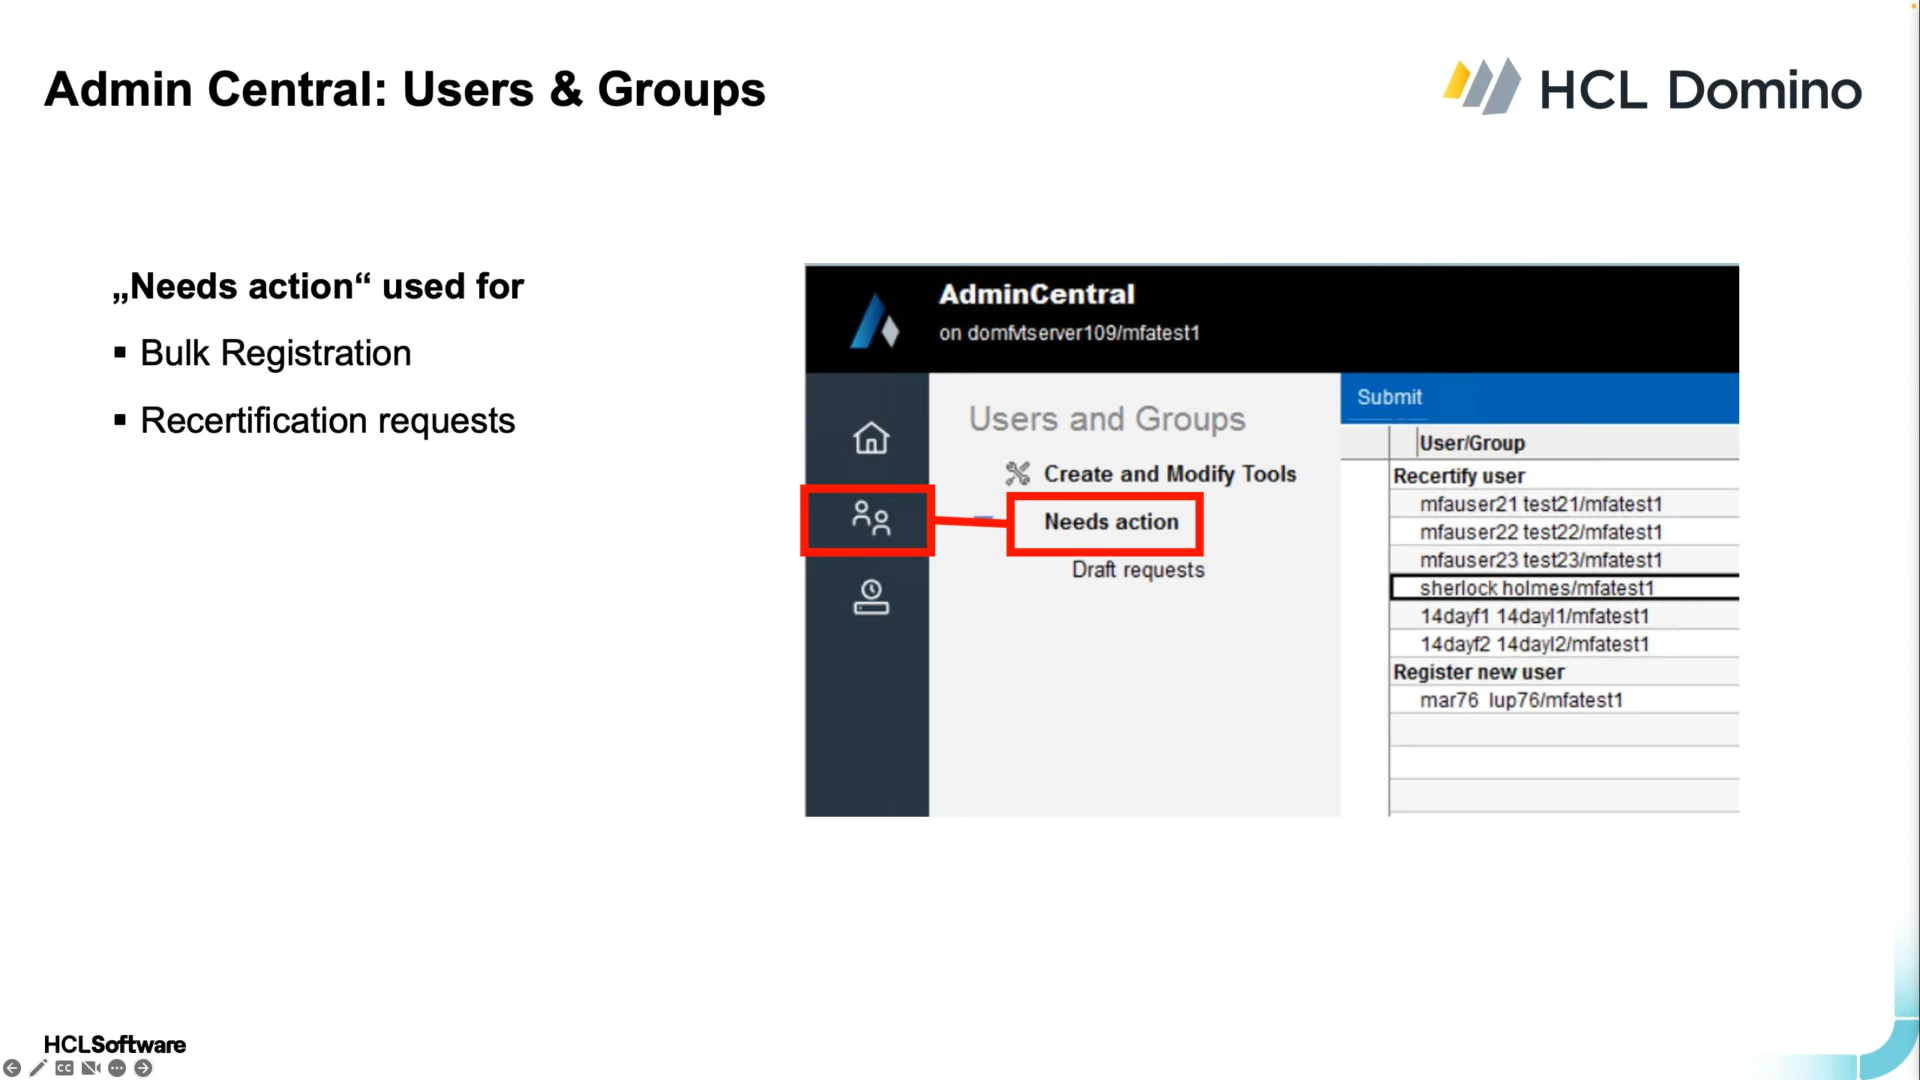 Admin Central: Users & Groups
HCL Domino
„Needs action“ used for
▪ Bulk Registration
▪ Recertification requests
AdminCentral
on domfvtserver109/mfatest1
Users and Groups
Create and Modify Tools
Needs action
Draft requests
Submit
User/Group
Recertify user
mfauser21 test21/mfatest1
mfauser22 test22/mfatest1
mfauser23 test23/mfatest1
sherlock holmes/mfatest1
14dayf1 14dayl1/mfatest1
14dayf2 14dayl2/mfatest1
Register new user
mar76 lup76/mfatest1
HCLSoftware
CC